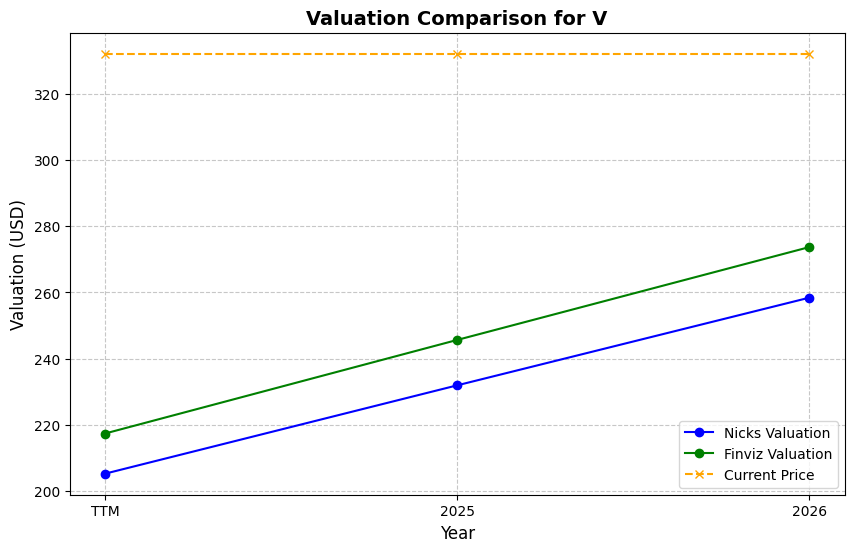 Valuation Comparison for V
Valuation (USD)
320
300
280
260
240
220
200
TTM
2025
2026
Year
Nicks Valuation
Finviz Valuation
Current Price